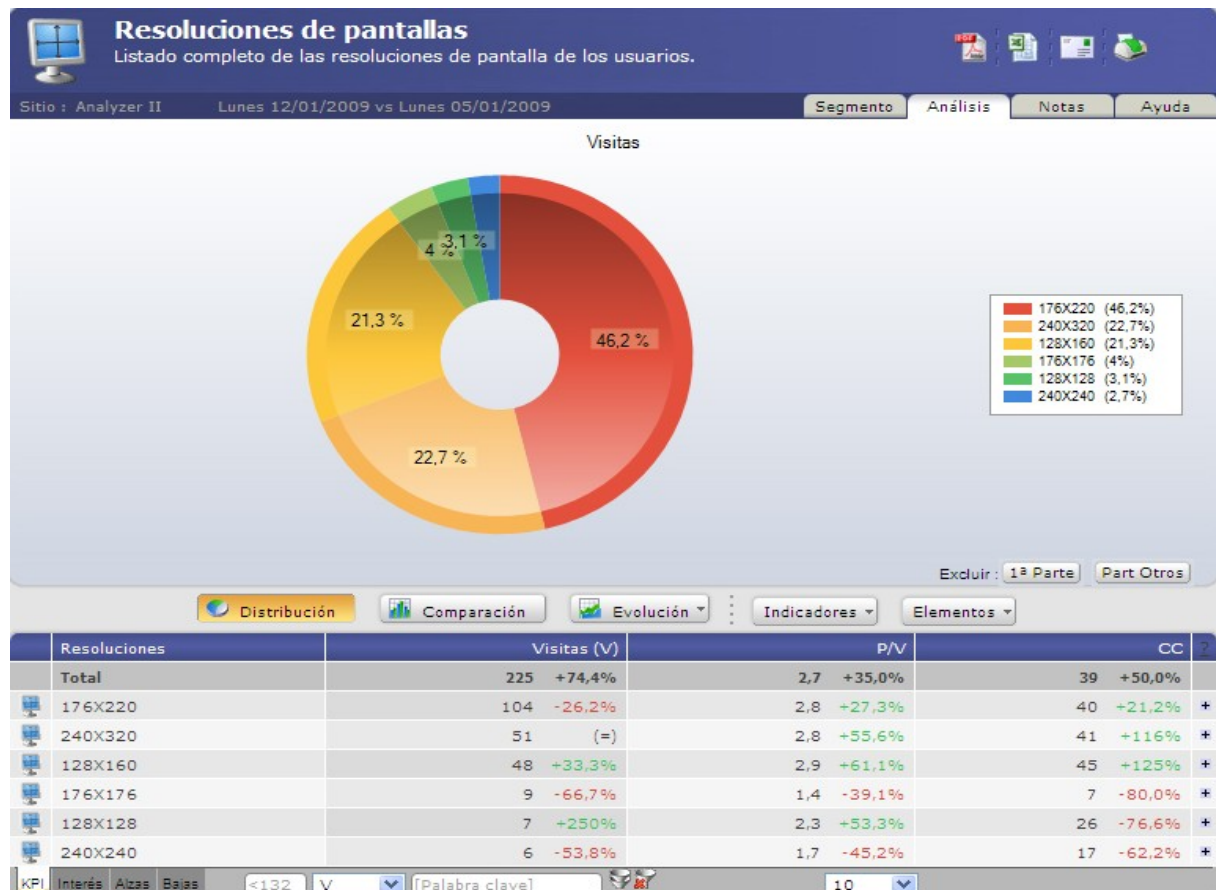 Resoluciones de pantallas
Listado completo de las resoluciones de pantalla de los usuarios.
Sitio : Analyzer II Lunes 12/01/2009 vs Lunes 05/01/2009 Segmento Análisis Notas Ayuda
Visitas
4 % 3,1 %
21,3 %
46,2 %
22,7 %
176X220 (46,2%)
240X320 (22,7%)
128X160 (21,3%)
176X176 (4%)
128X128 (3,1%)
240X240 (2,7%)
Excluir : 1ª Parte Part Otros
Distribución Comparación Evolución Indicadores Elementos
Resoluciones Visitas (V) P/V CC ?
Total 225 +74,4% 2,7 +35,0% 39 +50,0%
176X220 104 -26,2% 2,8 +27,3% 40 +21,2% +
240X320 51 (=) 2,8 +55,6% 41 +116% +
128X160 48 +33,3% 2,9 +61,1% 45 +125% +
176X176 9 -66,7% 1,4 -39,1% 7 -80,0% +
128X128 7 +250% 2,3 +53,3% 26 -76,6% +
240X240 6 -53,8% 1,7 -45,2% 17 -62,2% +
KPI Interés Alzas Bajas <132 V [Palabra clave] 10